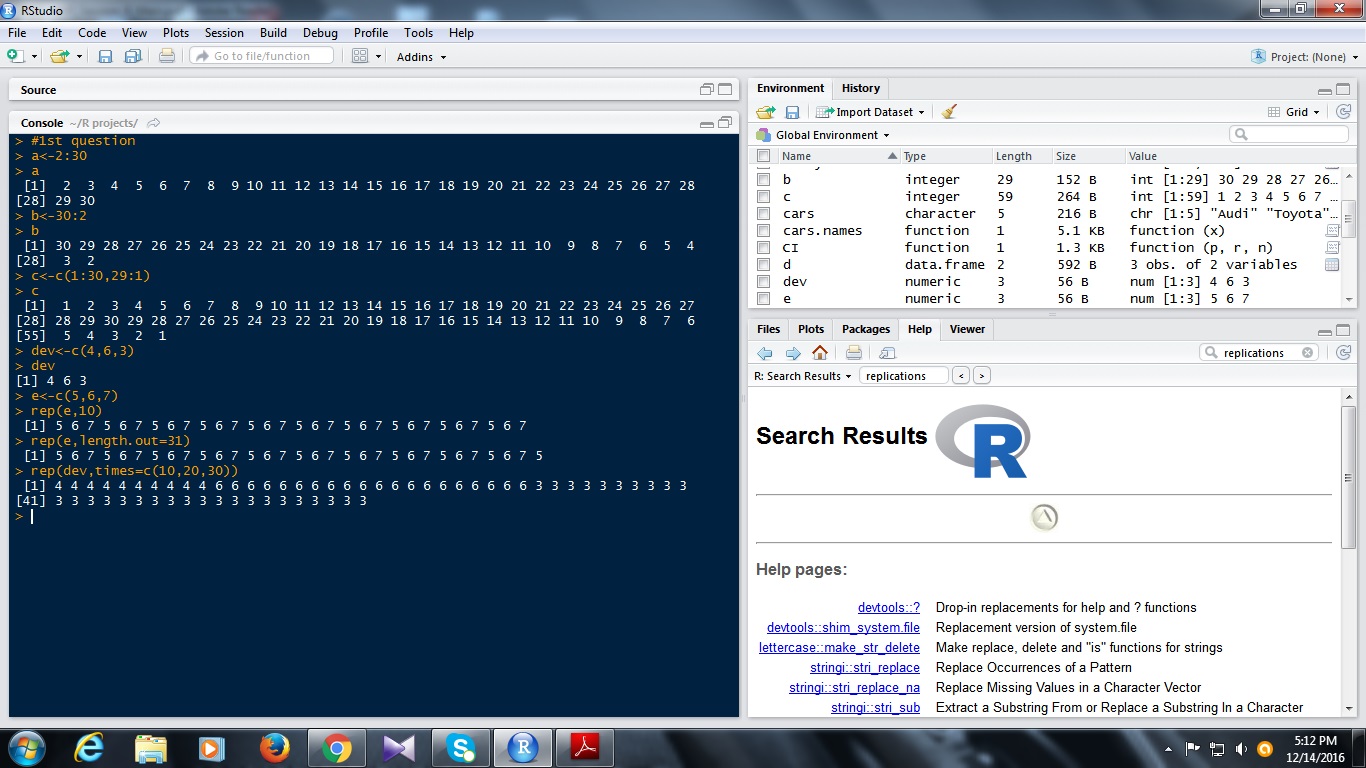 RStudio
File Edit Code View Plots Session Build Debug Profile Tools Help
Go to file/function Addins Project: (None)
Source
Console ~/R projects/
> #1st question
> a<-2:30
> a
[1] 2 3 4 5 6 7 8 9 10 11 12 13 14 15 16 17 18 19 20 21 22 23 24 25 26 27 28
[28] 29 30
> b<-30:2
> b
[1] 30 29 28 27 26 25 24 23 22 21 20 19 18 17 16 15 14 13 12 11 10 9 8 7 6 5 4
[28] 3 2
> c<-c(1:30,29:1)
> c
[1] 1 2 3 4 5 6 7 8 9 10 11 12 13 14 15 16 17 18 19 20 21 22 23 24 25 26 27
[28] 28 29 30 29 28 27 26 25 24 23 22 21 20 19 18 17 16 15 14 13 12 11 10 9 8 7 6
[55] 5 4 3 2 1
> dev<-c(4,6,3)
> dev
[1] 4 6 3
> e<-c(5,6,7)
> rep(e,10)
[1] 5 6 7 5 6 7 5 6 7 5 6 7 5 6 7 5 6 7 5 6 7 5 6 7 5 6 7 5 6 7
> rep(e,length.out=31)
[1] 5 6 7 5 6 7 5 6 7 5 6 7 5 6 7 5 6 7 5 6 7 5 6 7 5 6 7 5 6 7 5
> rep(dev,times=c(10,20,30))
[1] 4 4 4 4 4 4 4 4 4 4 6 6 6 6 6 6 6 6 6 6 6 6 6 6 6 6 6 6 6 6 3 3 3 3 3 3 3 3 3 3
[41] 3 3 3 3 3 3 3 3 3 3 3 3 3 3 3 3 3 3 3 3
>
Environment History
Import Dataset Grid
Global Environment
Name Type Length Size Value
b integer 29 152 B int [1:29] 30 29 28 27 26...
c integer 59 264 B int [1:59] 1 2 3 4 5 6 7 ...
cars character 5 216 B chr [1:5] "Audi" "Toyota"...
cars.names function 1 5.1 KB function (x)
CI function 1 1.3 KB function (p, r, n)
d data.frame 2 592 B 3 obs. of 2 variables
dev numeric 3 56 B num [1:3] 4 6 3
e numeric 3 56 B num [1:3] 5 6 7
Files Plots Packages Help Viewer
replications
R: Search Results replications < >
Search Results R
Help pages:
devtools::? Drop-in replacements for help and ? functions
devtools::shim_system.file Replacement version of system.file
lettercase::make_str_delete Make replace, delete and "is" functions for strings
stringi::stri_replace Replace Occurrences of a Pattern
stringi::stri_replace_na Replace Missing Values in a Character Vector
stringi::stri_sub Extract a Substring From or Replace a Substring In a Character
5:12 PM
12/14/2016